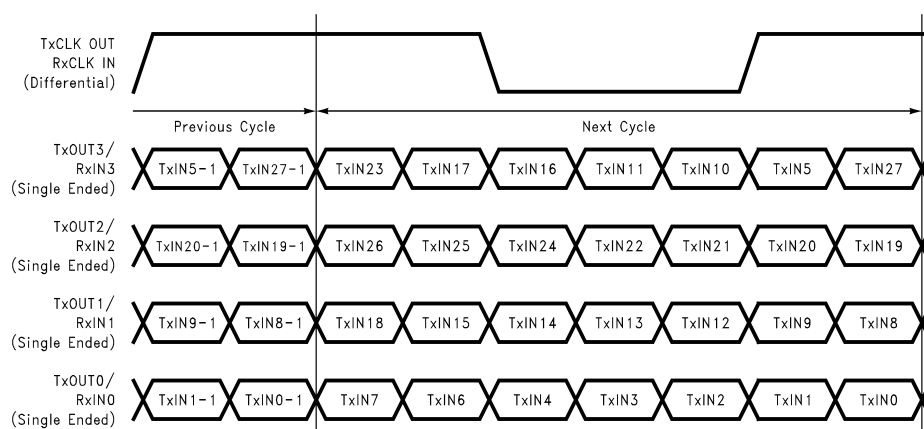 TxCLK OUT
RxCLK IN
(Differential)
Previous Cycle
Next Cycle
TxOUT3/
RxIN3
(Single Ended)
TxIN5-1 TxIN27-1 TxIN23 TxIN17 TxIN16 TxIN11 TxIN10 TxIN5 TxIN27
TxOUT2/
RxIN2
(Single Ended)
TxIN20-1 TxIN19-1 TxIN26 TxIN25 TxIN24 TxIN22 TxIN21 TxIN20 TxIN19
TxOUT1/
RxIN1
(Single Ended)
TxIN9-1 TxIN8-1 TxIN18 TxIN15 TxIN14 TxIN13 TxIN12 TxIN9 TxIN8
TxOUT0/
RxIN0
(Single Ended)
TxIN1-1 TxIN0-1 TxIN7 TxIN6 TxIN4 TxIN3 TxIN2 TxIN1 TxIN0